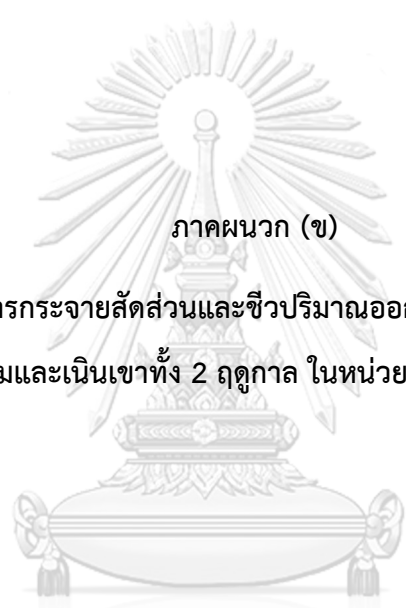 ภาคผนวก (ข)
ารกระจายสัดส่วนและชีวปริมาณออก
มและเนินเขาทั้ง 2 ฤดูกาล ในหน่วย